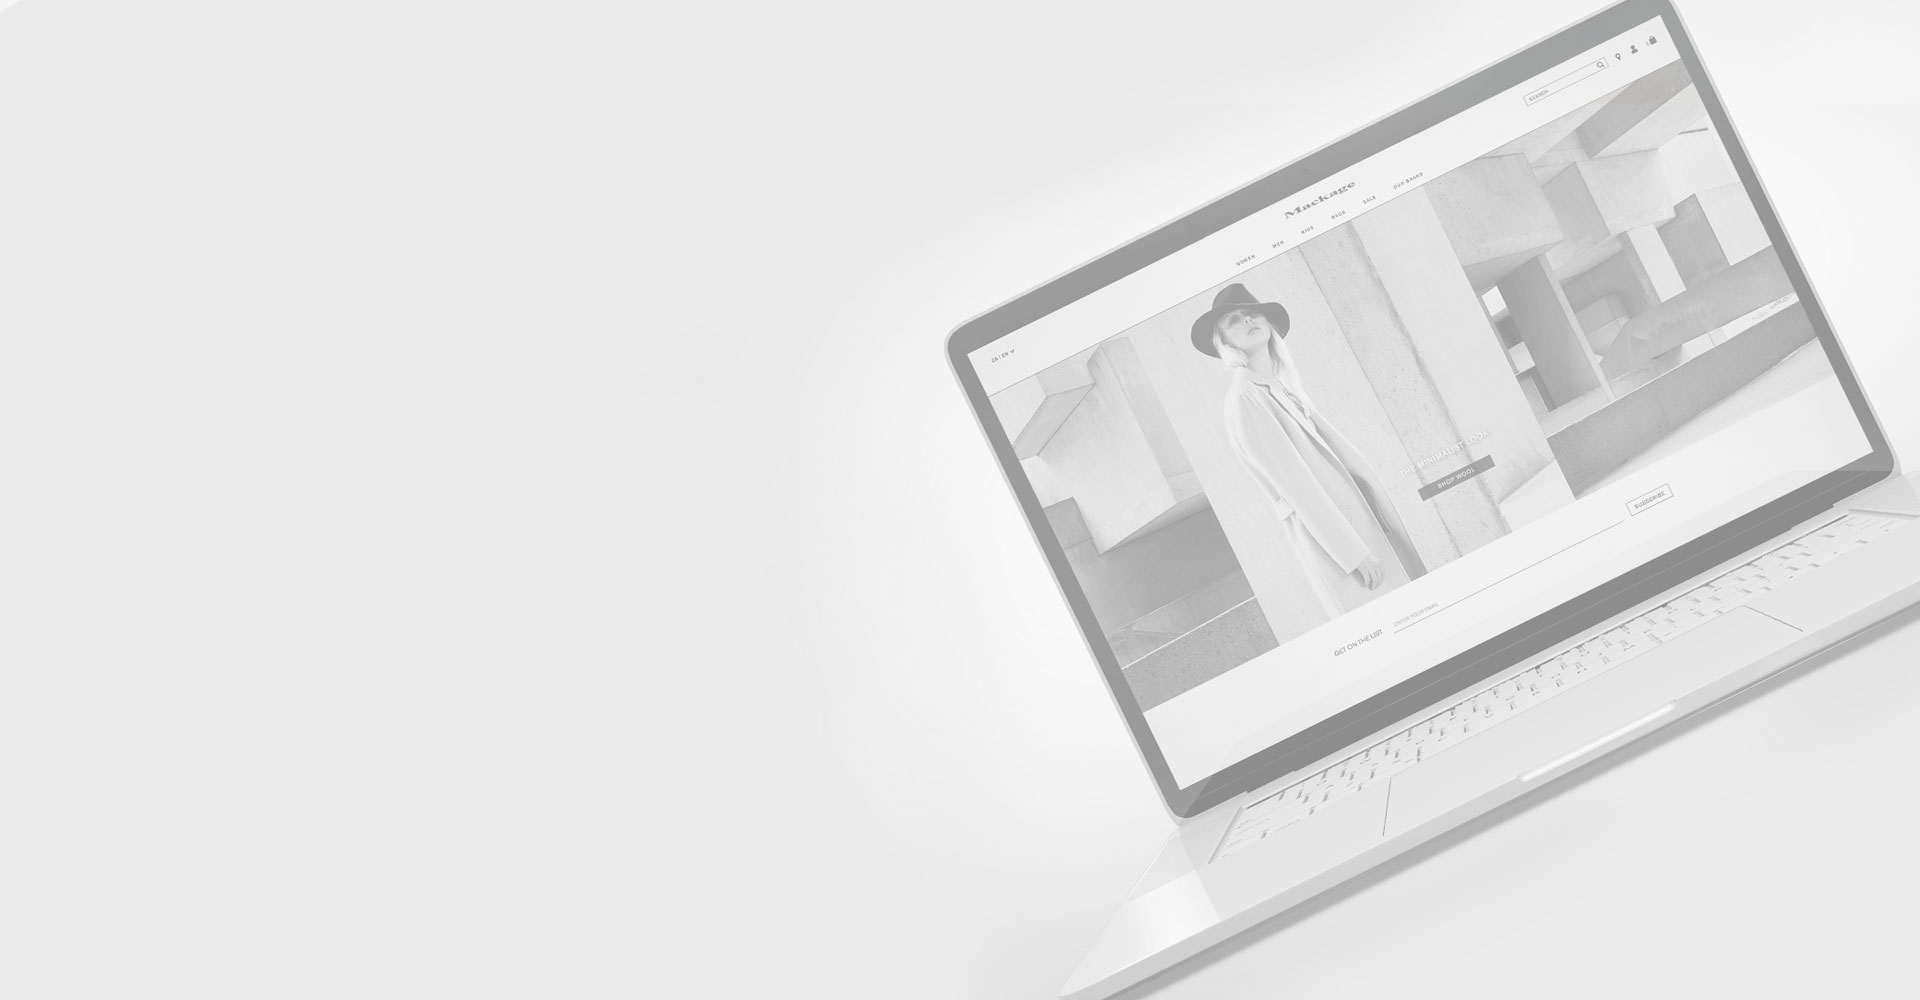 SEARCH
Mackage
WOMEN MEN KIDS BAGS SALE OUR BRAND
CA | EN
THE MINIMALIST LOOK
SHOP WOOL
GET ON THE LIST ENTER YOUR EMAIL SUBSCRIBE